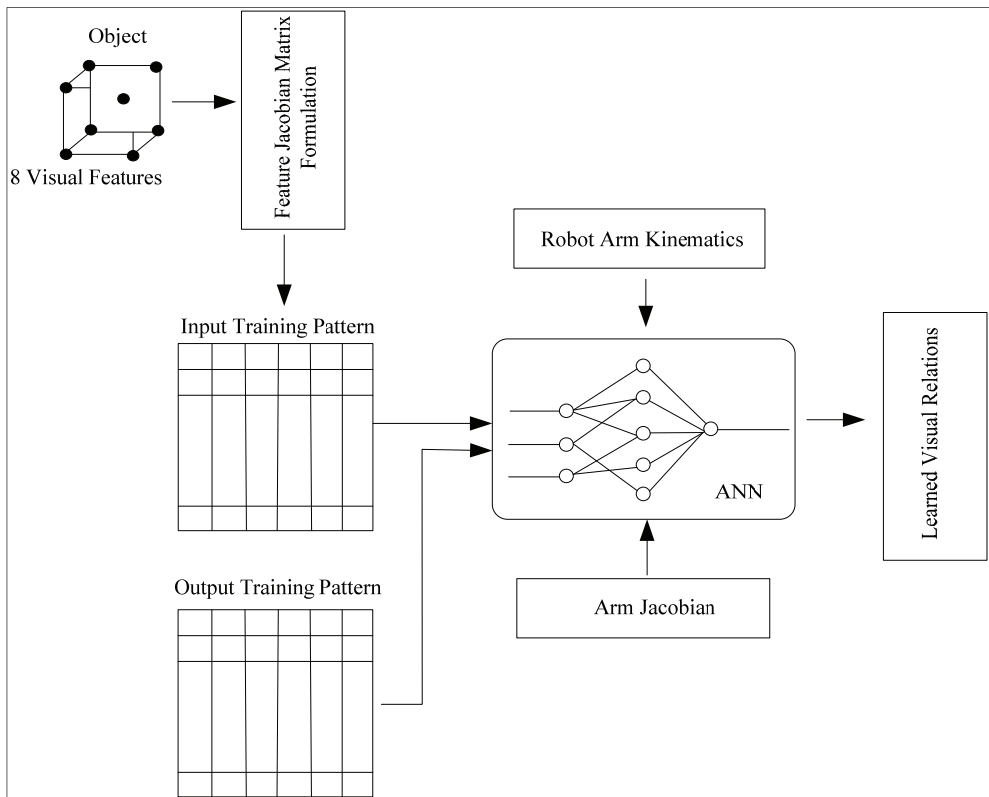 Object
8 Visual Features
Feature Jacobian Matrix
Formulation
Robot Arm Kinematics
Input Training Pattern
ANN
Learned Visual Relations
Output Training Pattern
Arm Jacobian